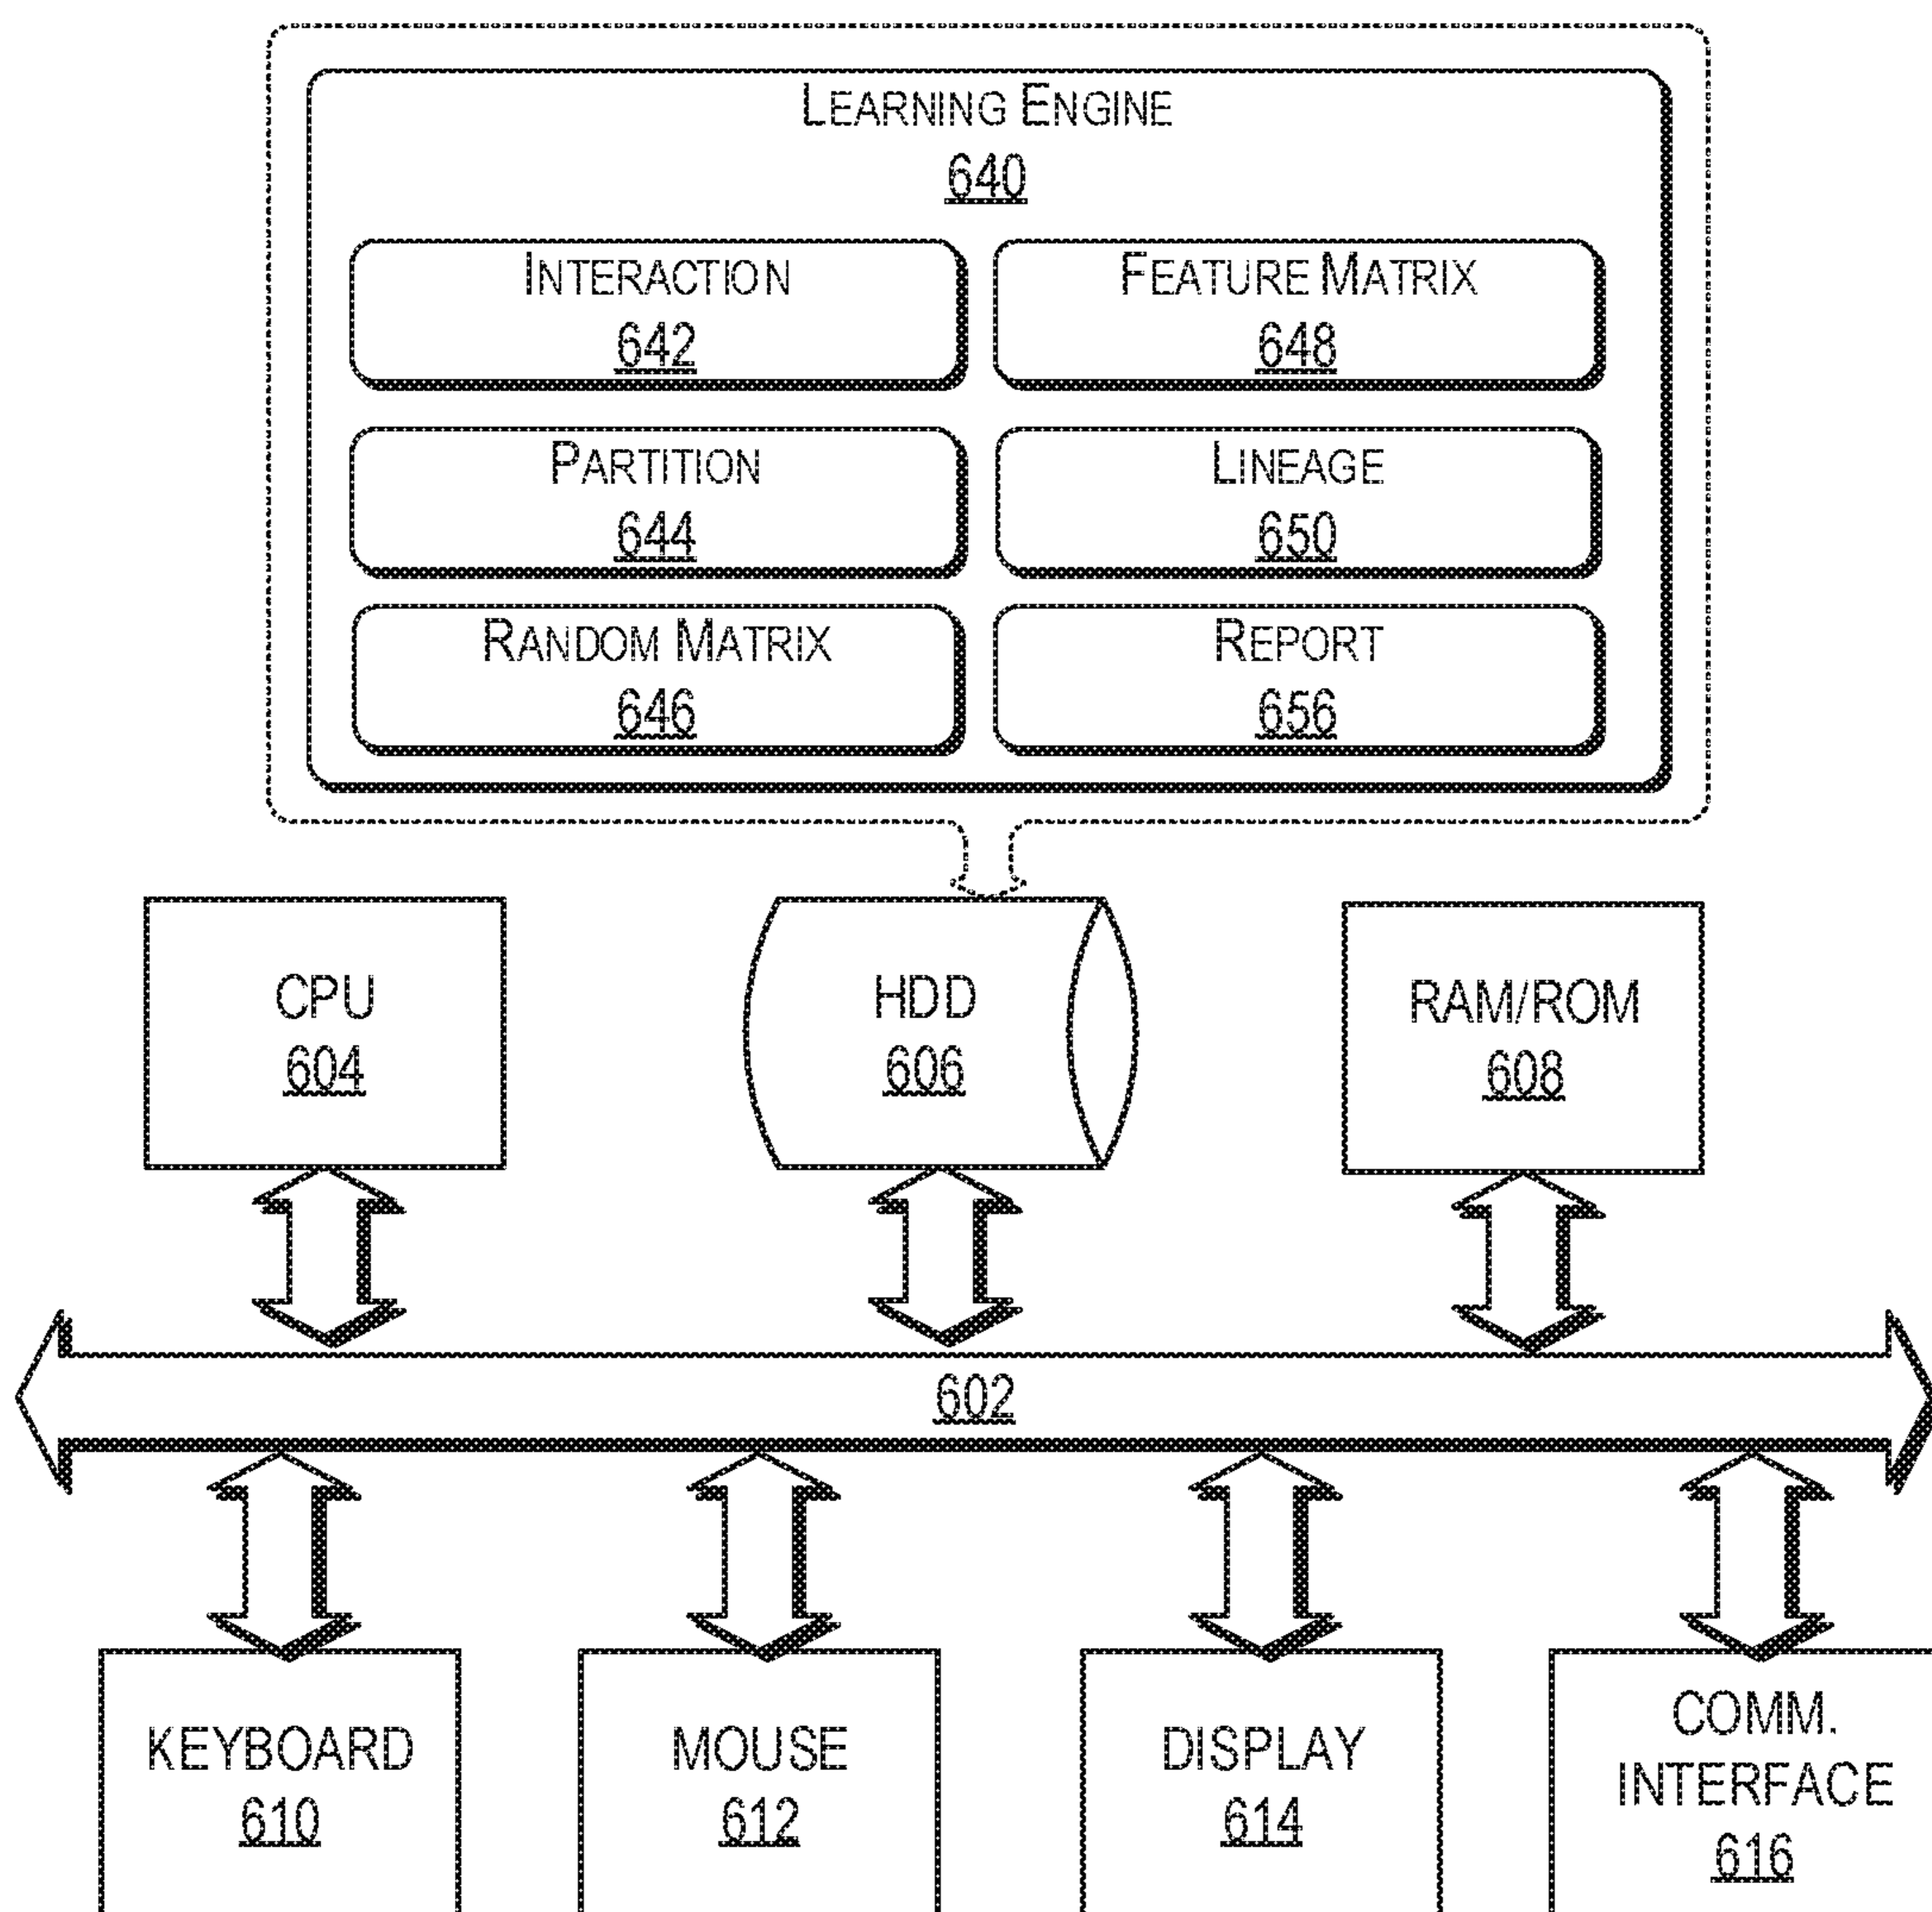 LEARNING ENGINE
640
INTERACTION
642
FEATURE MATRIX
648
PARTITION
644
LINEAGE
650
RANDOM MATRIX
646
REPORT
656
CPU
604
HDD
606
RAM/ROM
608
602
KEYBOARD
610
MOUSE
612
DISPLAY
614
COMM.
INTERFACE
616